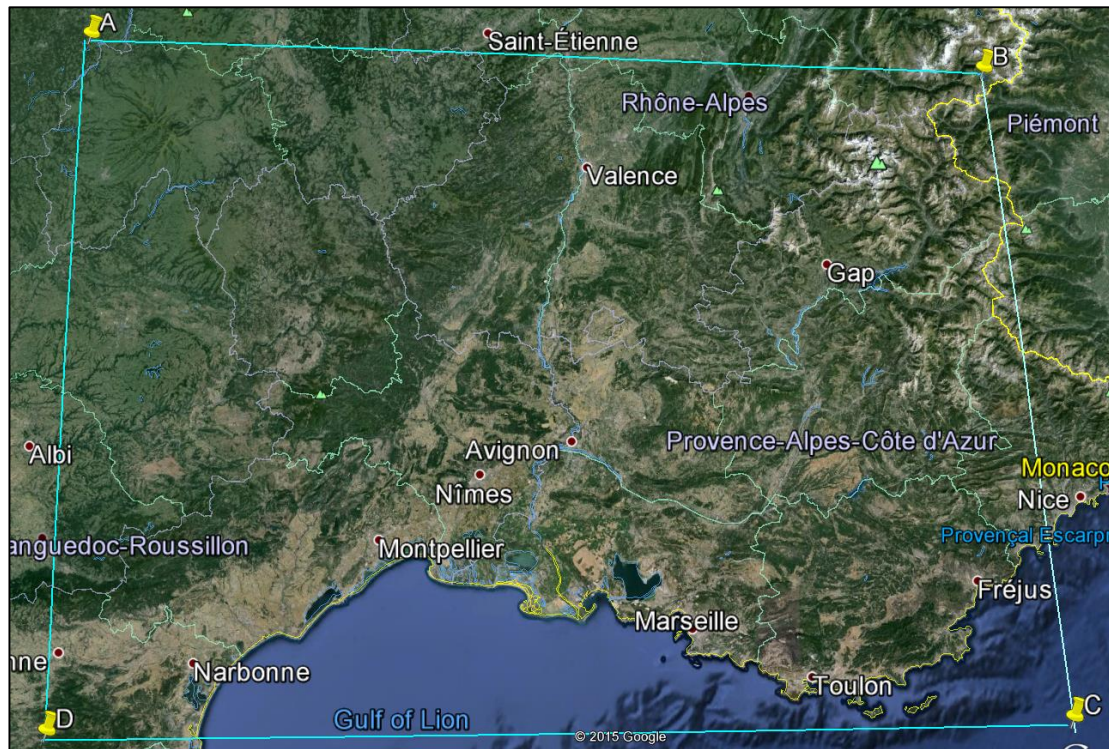 A
Saint-Étienne
B
Rhône-Alpes
Piémont
Valence
Gap
Albi
Avignon
Provence-Alpes-Côte d'Azur
Monaco
Nîmes
Nice
Provençal Escarpr
anguedoc-Roussillon
Montpellier
Fréjus
Marseille
nne
Narbonne
Toulon
D
Gulf of Lion
C
© 2015 Google